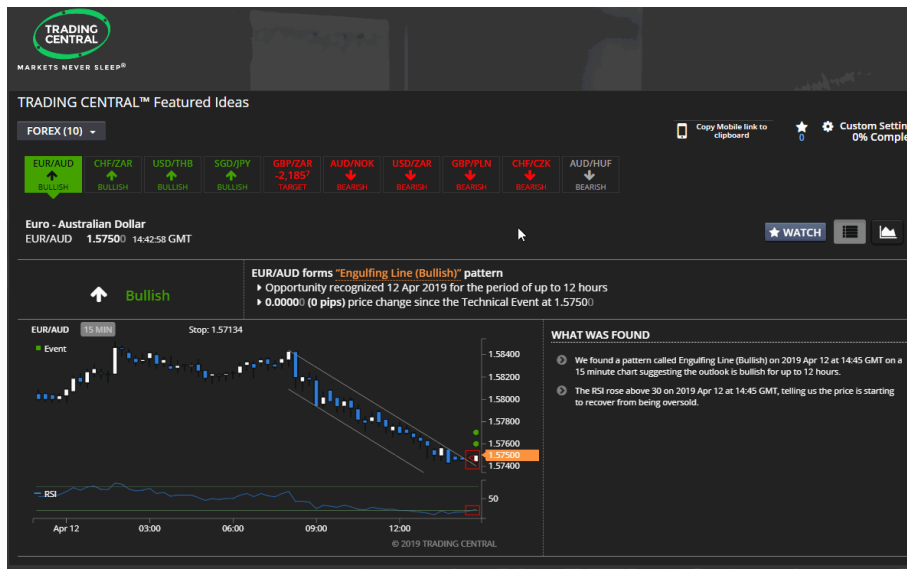 TRADING
CENTRAL
MARKETS NEVER SLEEP®
TRADING CENTRAL™ Featured Ideas
FOREX (10)
Copy Mobile link to
clipboard
0
Custom Settin
0% Comple
EUR/AUD
BULLISH
CHF/ZAR
BULLISH
USD/THB
BULLISH
SGD/JPY
BULLISH
GBP/ZAR
-2,185⁷
TARGET
AUD/NOK
BEARISH
USD/ZAR
BEARISH
GBP/PLN
BEARISH
CHF/CZK
BEARISH
AUD/HUF
BEARISH
Euro - Australian Dollar
EUR/AUD 1.57500 14:42:58 GMT
WATCH
Bullish
EUR/AUD forms "Engulfing Line (Bullish)" pattern
Opportunity recognized 12 Apr 2019 for the period of up to 12 hours
0.00000 (0 pips) price change since the Technical Event at 1.57500
EUR/AUD 15 MIN Stop: 1.57134
Event
1.58400
1.58200
1.58000
1.57800
1.57600
1.57500
1.57400
RSI
50
Apr 12 03:00 06:00 09:00 12:00
© 2019 TRADING CENTRAL
WHAT WAS FOUND
We found a pattern called Engulfing Line (Bullish) on 2019 Apr 12 at 14:45 GMT on a
15 minute chart suggesting the outlook is bullish for up to 12 hours.
The RSI rose above 30 on 2019 Apr 12 at 14:45 GMT, telling us the price is starting
to recover from being oversold.